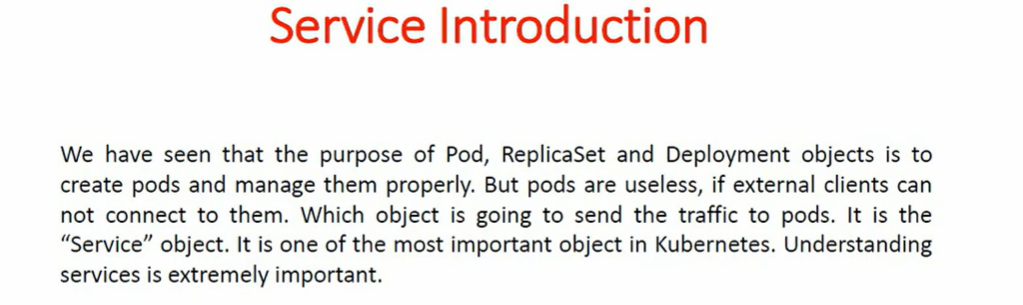 Service Introduction
We have seen that the purpose of Pod, ReplicaSet and Deployment objects is to
create pods and manage them properly. But pods are useless, if external clients can
not connect to them. Which object is going to send the traffic to pods. It is the
“Service” object. It is one of the most important object in Kubernetes. Understanding
services is extremely important.